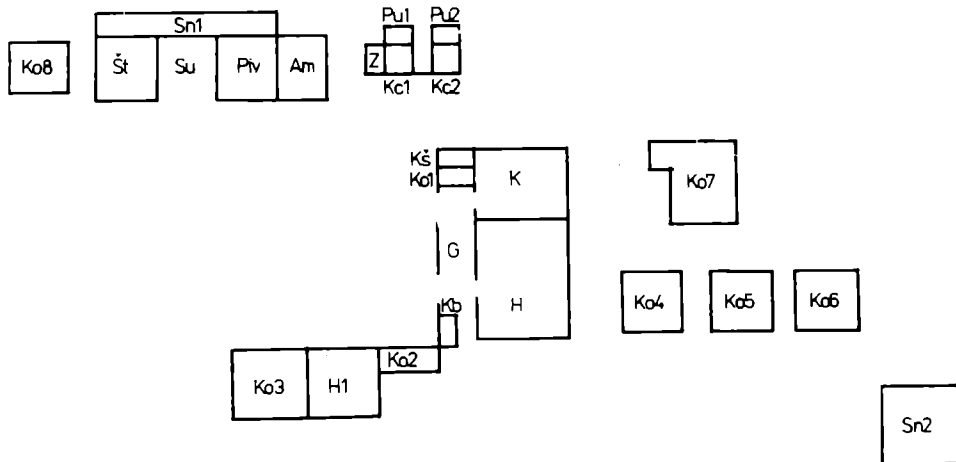 Pu1 Pu2
Sn1
Ko8 Št Su Piv Am Z
Kc1 Kc2
Kš
Ko1 K Ko7
G
Kb H Ko4 Ko5 Ko6
Ko2
Ko3 H1
Sn2